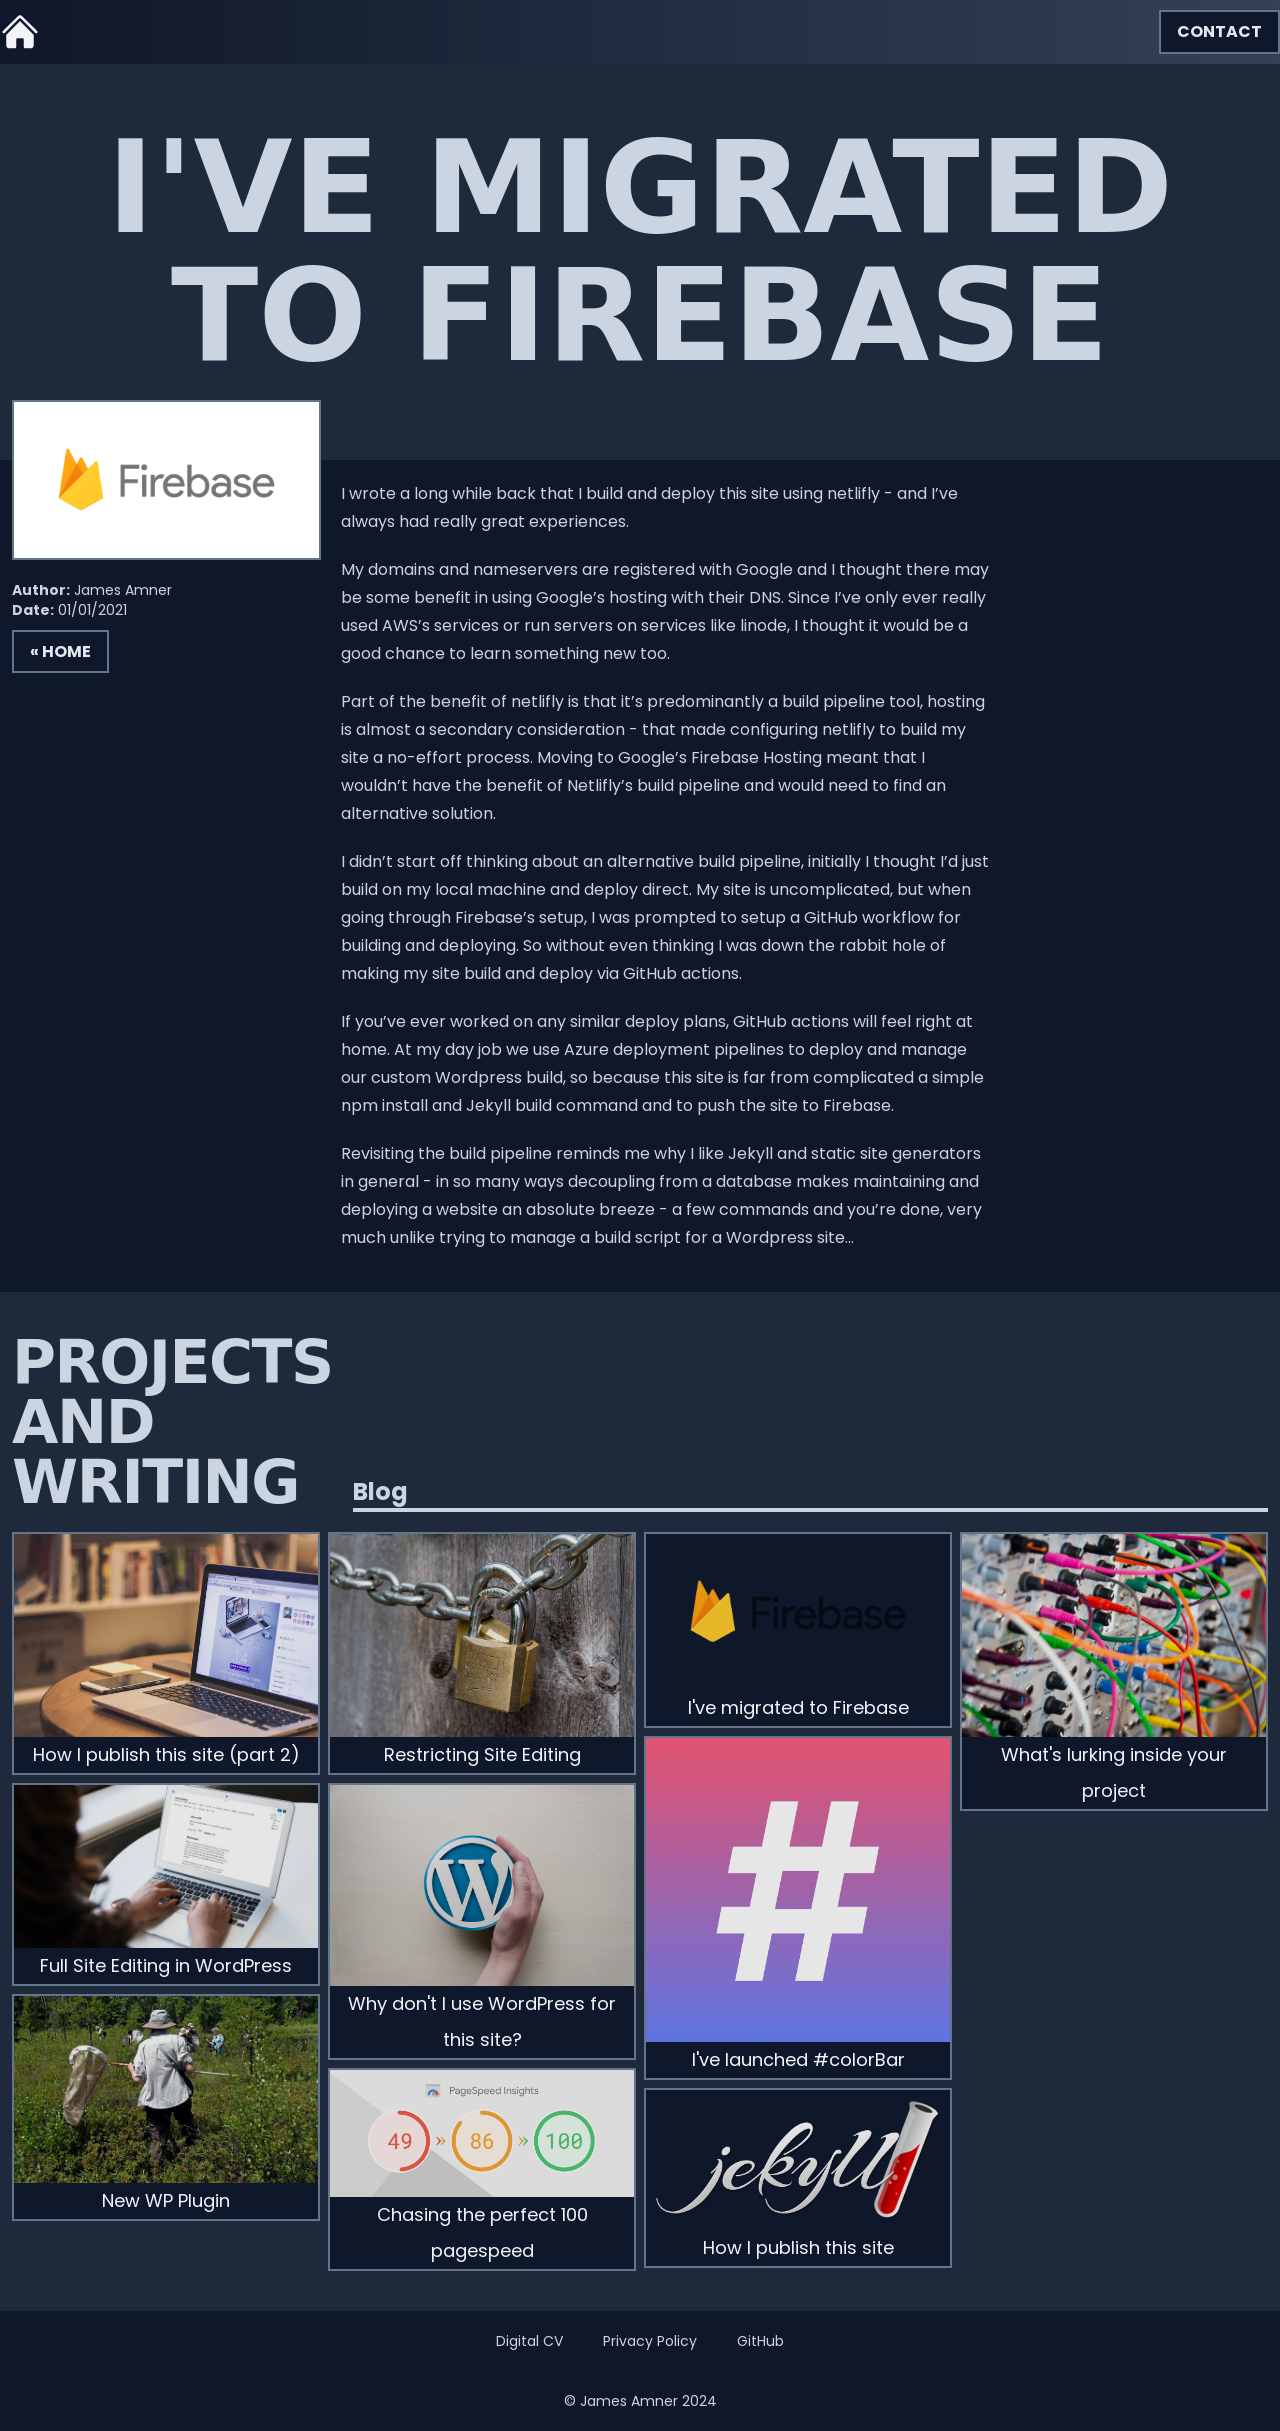 CONTACT
I'VE MIGRATED
TO FIREBASE
Firebase
Author: James Amner
Date: 01/01/2021
« HOME
I wrote a long while back that I build and deploy this site using netlifly - and I’ve
always had really great experiences.
My domains and nameservers are registered with Google and I thought there may
be some benefit in using Google’s hosting with their DNS. Since I’ve only ever really
used AWS’s services or run servers on services like linode, I thought it would be a
good chance to learn something new too.
Part of the benefit of netlifly is that it’s predominantly a build pipeline tool, hosting
is almost a secondary consideration - that made configuring netlifly to build my
site a no-effort process. Moving to Google’s Firebase Hosting meant that I
wouldn’t have the benefit of Netlifly’s build pipeline and would need to find an
alternative solution.
I didn’t start off thinking about an alternative build pipeline, initially I thought I’d just
build on my local machine and deploy direct. My site is uncomplicated, but when
going through Firebase’s setup, I was prompted to setup a GitHub workflow for
building and deploying. So without even thinking I was down the rabbit hole of
making my site build and deploy via GitHub actions.
If you’ve ever worked on any similar deploy plans, GitHub actions will feel right at
home. At my day job we use Azure deployment pipelines to deploy and manage
our custom Wordpress build, so because this site is far from complicated a simple
npm install and Jekyll build command and to push the site to Firebase.
Revisiting the build pipeline reminds me why I like Jekyll and static site generators
in general - in so many ways decoupling from a database makes maintaining and
deploying a website an absolute breeze - a few commands and you’re done, very
much unlike trying to manage a build script for a Wordpress site…
PROJECTS
AND
WRITING
Blog
How I publish this site (part 2)
Full Site Editing in WordPress
New WP Plugin
Restricting Site Editing
W
Why don't I use WordPress for
this site?
PageSpeed Insights
49 » 86 » 100
Chasing the perfect 100
pagespeed
Firebase
I've migrated to Firebase
#
I've launched #colorBar
jekyll
How I publish this site
What's lurking inside your
project
Digital CV Privacy Policy GitHub
© James Amner 2024